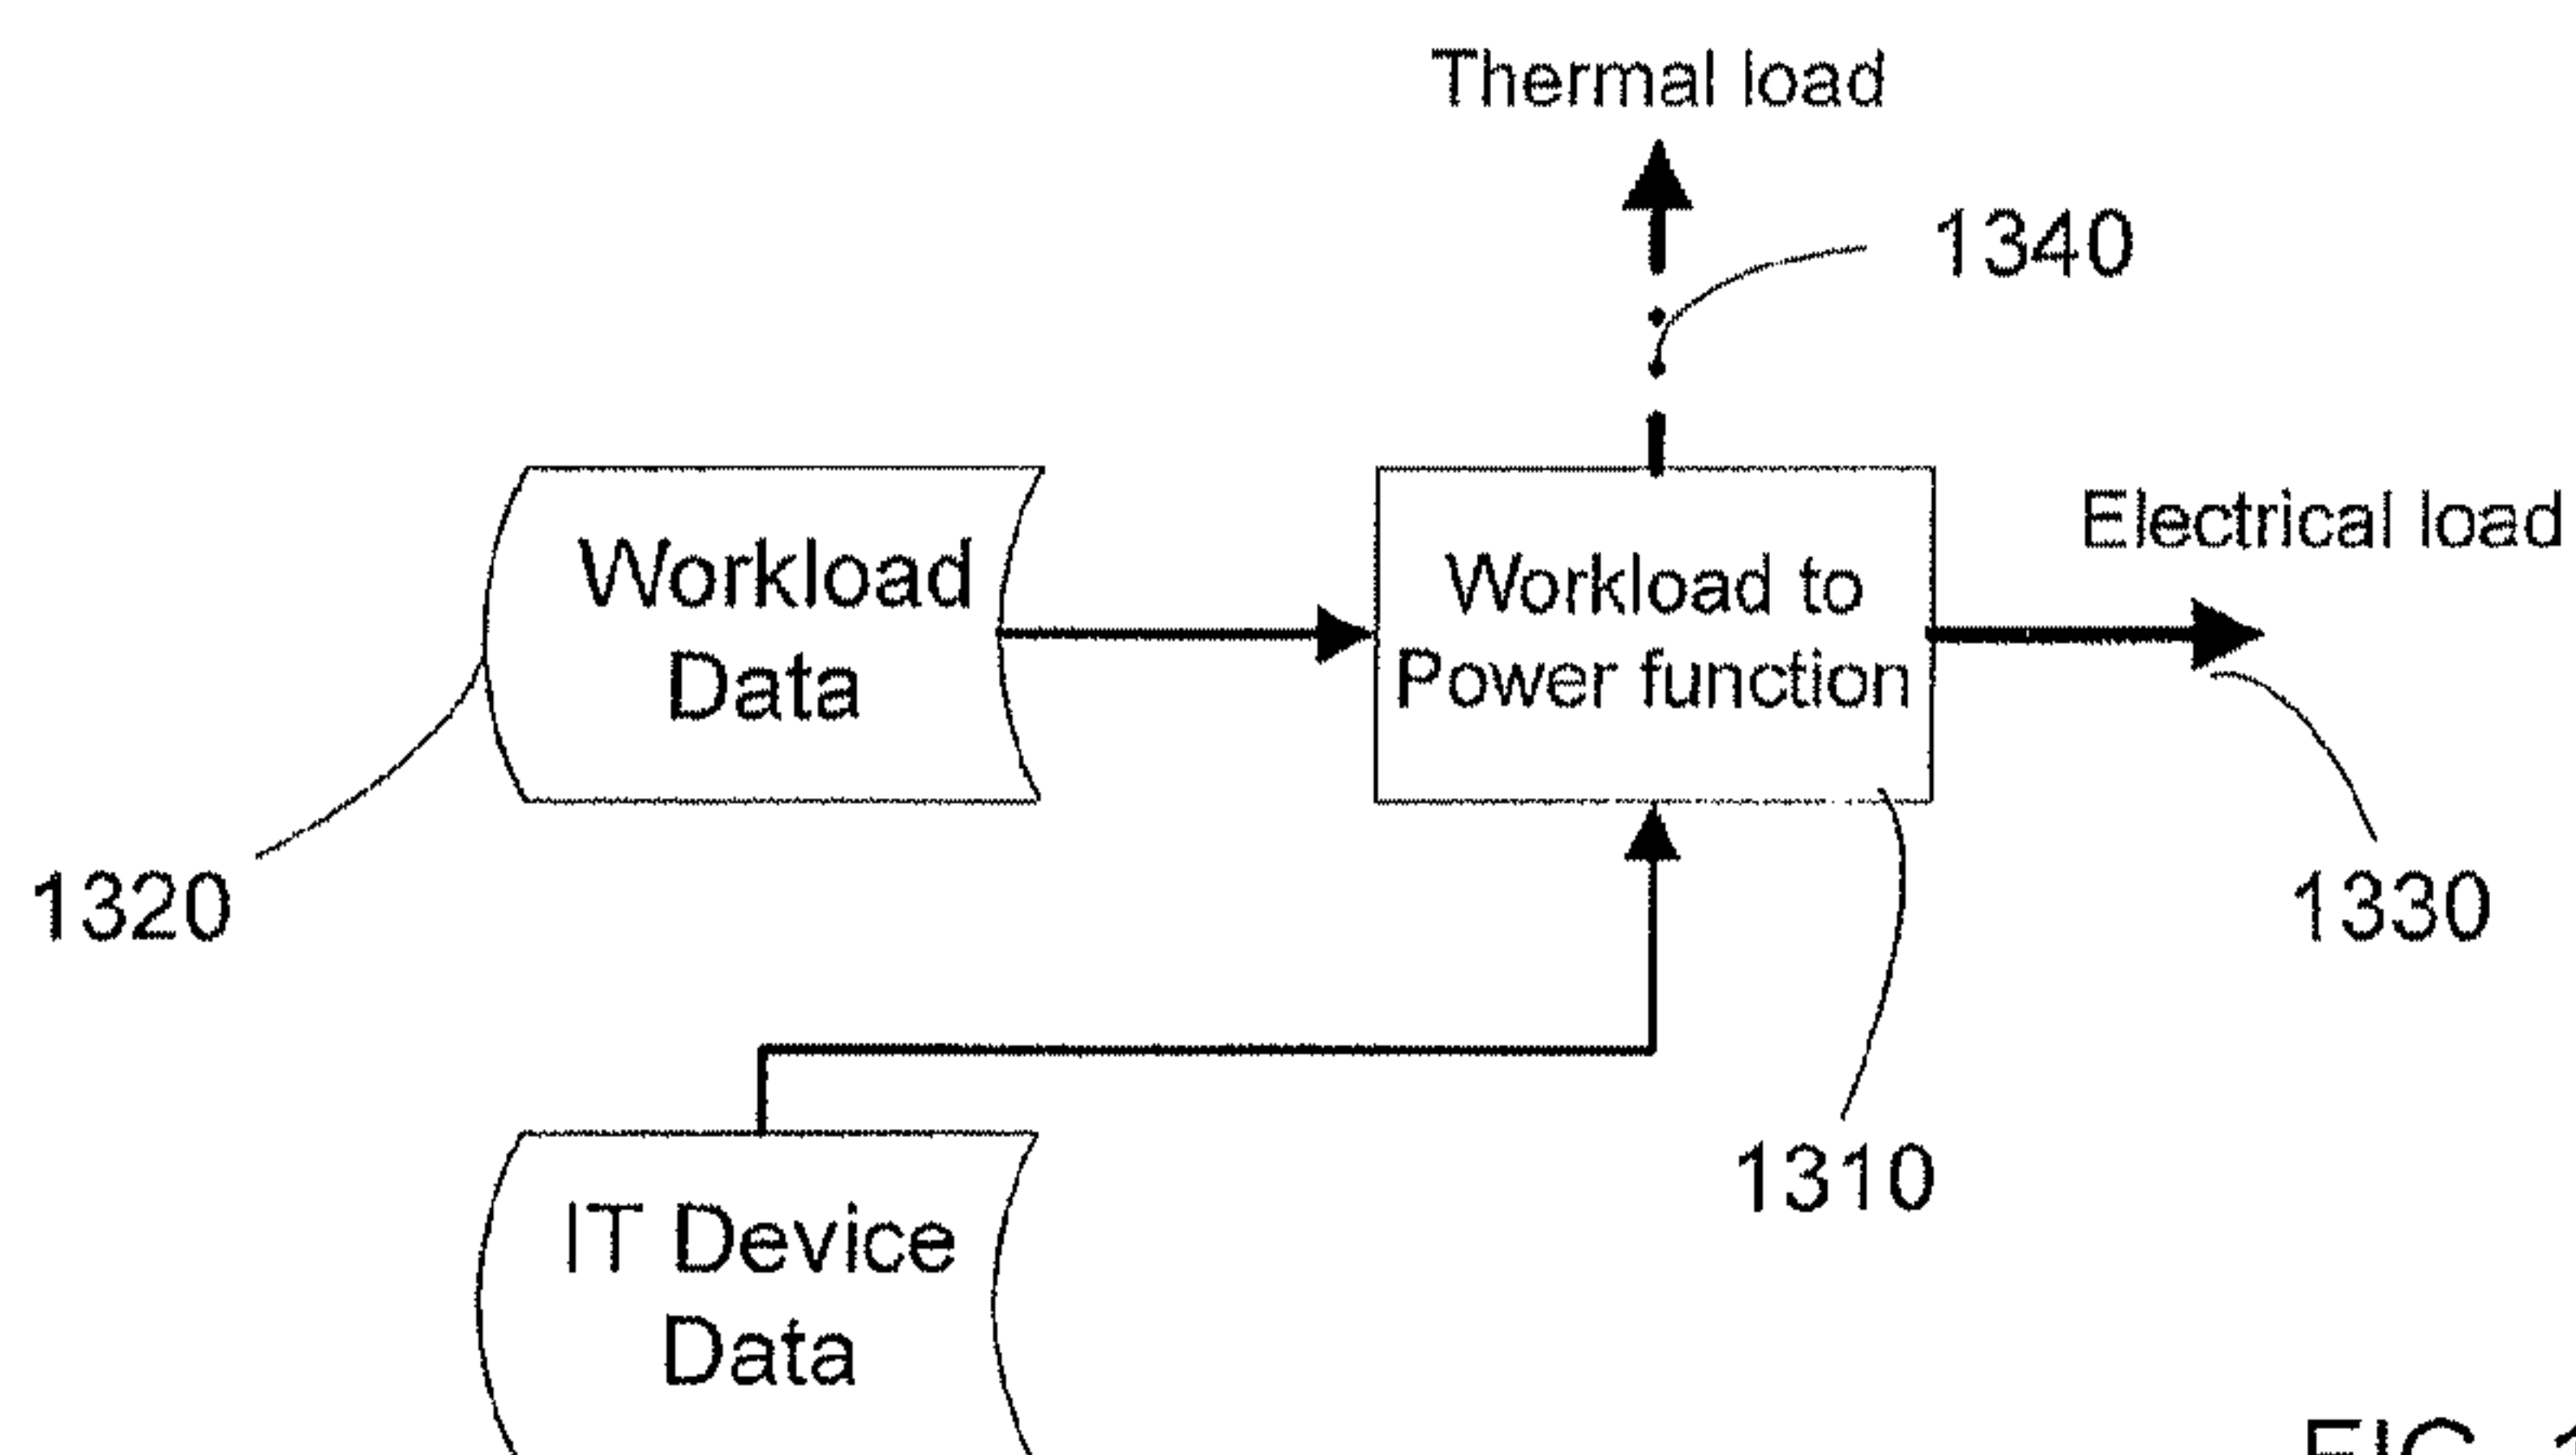 Thermal load
1340
Electrical load
Workload
Data
Workload to
Power function
1320
1330
1310
IT Device
Data